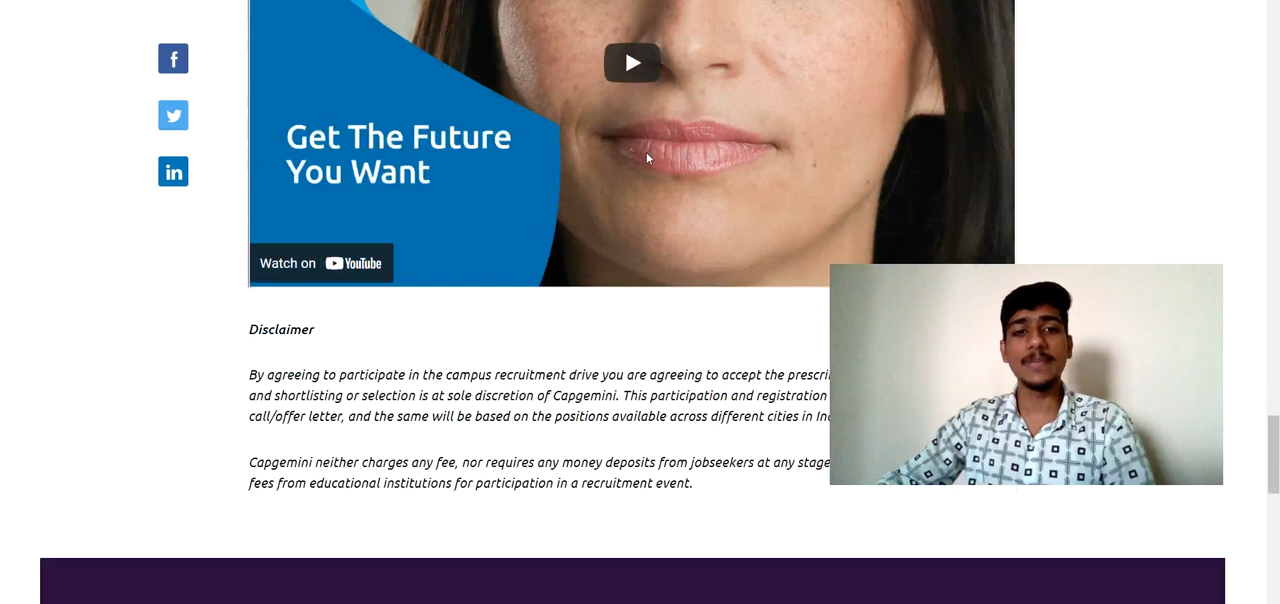 f
in
Get The Future
You Want
Watch on YouTube
Disclaimer
By agreeing to participate in the campus recruitment drive you are agreeing to accept the
and shortlisting or selection is at sole discretion of Capgemini. This participation and registration
call/offer letter, and the same will be based on the positions available across different cities in
Capgemini neither charges any fee, nor requires any money deposits from jobseekers at any stage
fees from educational institutions for participation in a recruitment event.